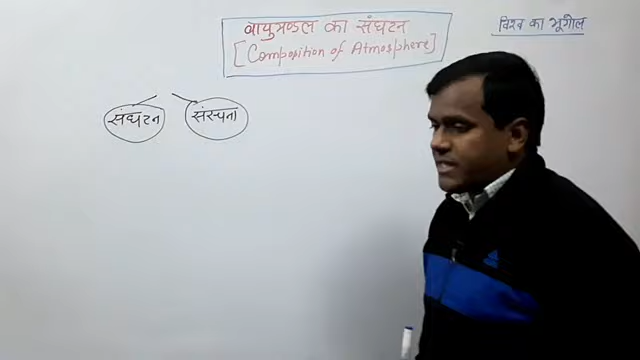 वायुमण्डल का संघटन
[Composition of Atmosphere]
विश्व का भूगोल
संघटन
संरचना